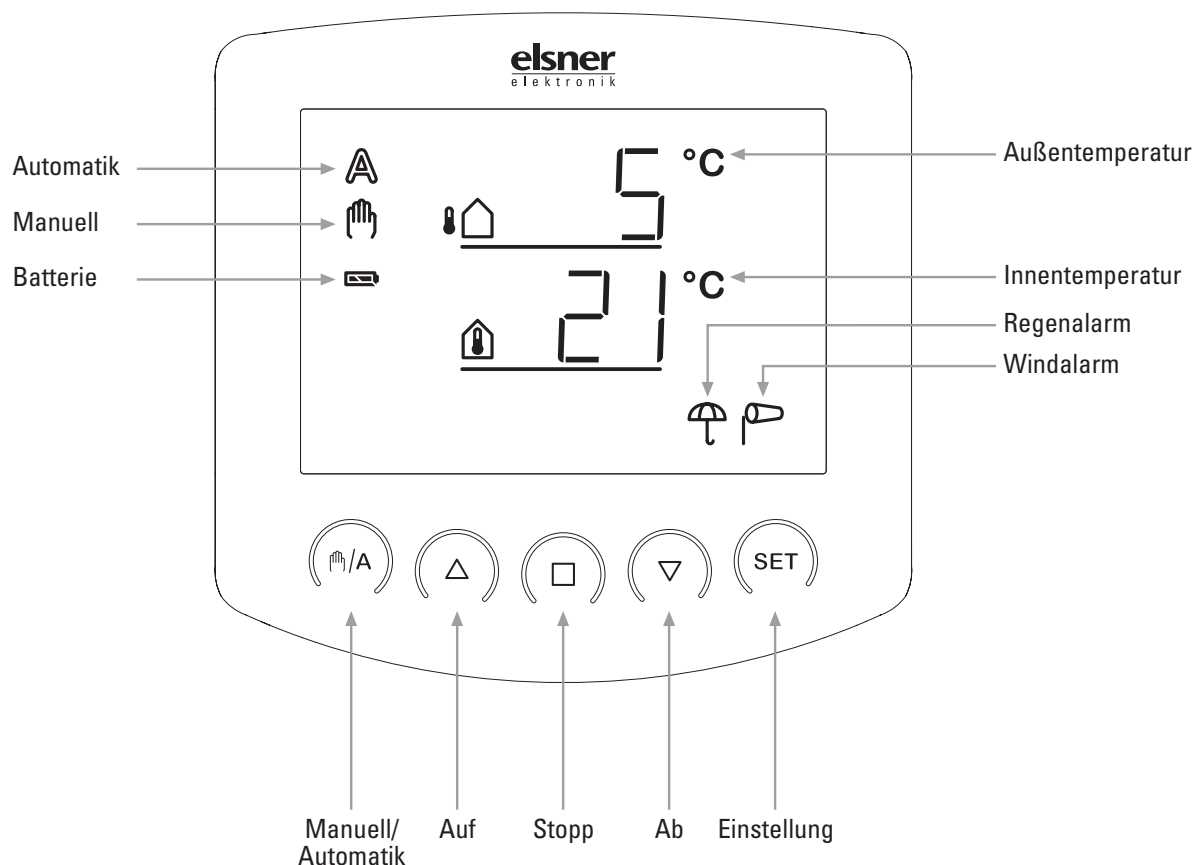 elsner
elektronik
Automatik
Manuell
Batterie
A
5 °C
21 °C
Außentemperatur
Innentemperatur
Regenalarm
Windalarm
/A
SET
Manuell/
Automatik
Auf
Stopp
Ab
Einstellung